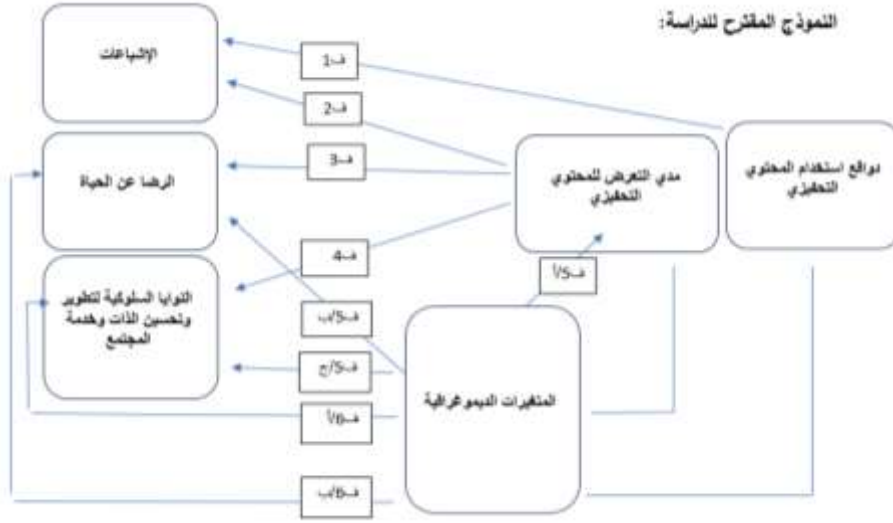 النموذج المقترح للدراسة:
الإشباعات
ف-1
ف-2
دوافع استخدام المحتوي
التحفيزي
مدي التعرض للمحتوي
التحفيزي
ف-3
الرضا عن الحياة
ف-4
ف-5/أ
النوايا السلوكية لتطوير
وتحسين الذات وخدمة
المجتمع
ف-5/ب
ف-5/ج
المتغيرات الديموغرافية
ف-6/أ
ف-6/ب